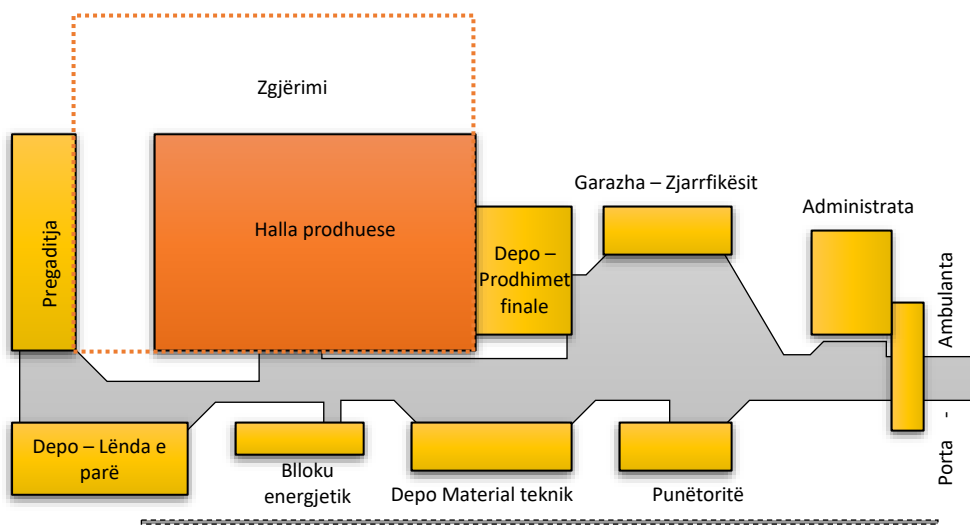 Zgjërimi
Garazha – Zjarrfikësit
Administrata
Pregaditja
Halla prodhuese
Depo –
Prodhimet
finale
Porta - Ambulanta
Depo – Lënda e
parë
Blloku
energjetik
Depo Material teknik
Punëtoritë